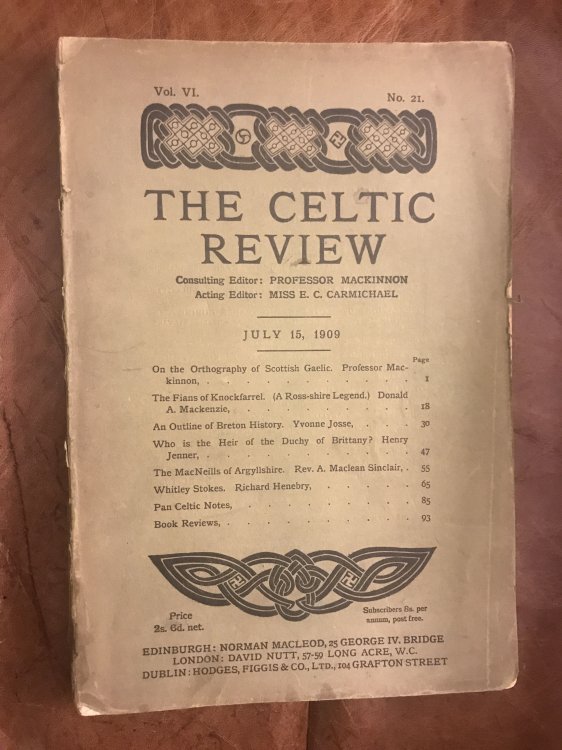 Vol. VI. No. 21.
THE CELTIC
REVIEW
Consulting Editor: PROFESSOR MACKINNON
Acting Editor: MISS E. C. CARMICHAEL
JULY 15, 1909
Page
On the Orthography of Scottish Gaelic. Professor Mac-
kinnon, . . . . . . . . 1
The Fians of Knockfarrel. (A Ross-shire Legend.) Donald
A. Mackenzie, . . . . . . . 18
An Outline of Breton History. Yvonne Josse, . . . 30
Who is the Heir of the Duchy of Brittany? Henry
Jenner, . . . . . . . . 47
The MacNeills of Argyllshire. Rev. A. Maclean Sinclair, . 55
Whitley Stokes. Richard Henebry, . . . . . 65
Pan Celtic Notes, . . . . . . . 85
Book Reviews, . . . . . . . . 93
Price
2s. 6d. net.
Subscribers 8s. per
annum, post free.
EDINBURGH: NORMAN MACLEOD, 25 GEORGE IV. BRIDGE
LONDON: DAVID NUTT, 57-59 LONG ACRE, W.C.
DUBLIN: HODGES, FIGGIS & CO., LTD., 104 GRAFTON STREET